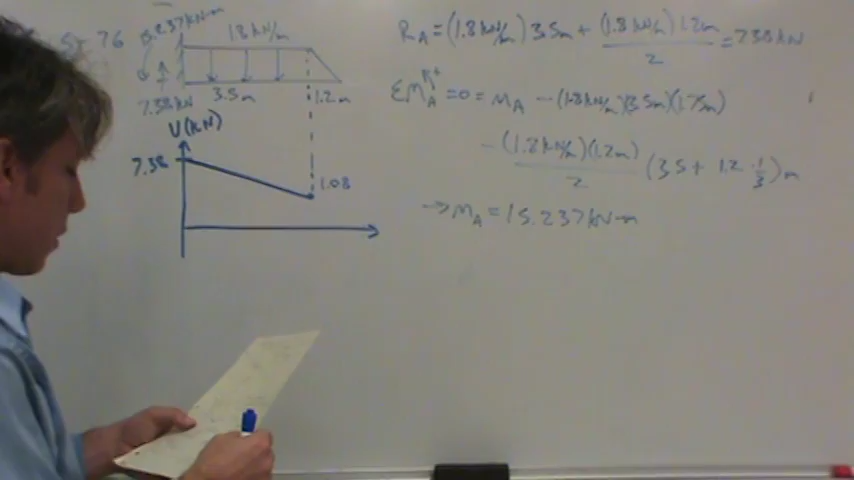 5-76
15.237 kN-m
1.8 kN/m
A
7.38 kN 3.5m 1.2m
V(kN)
7.38
1.08
R_A = (1.8 kN/m) 3.5m + (1.8 kN/m) 1.2m / 2 = 7.38 kN
ΣM_A = 0 = M_A - (1.8 kN/m)(3.5m)(1.75m)
- (1.8 kN/m)(1.2m) / 2 (3.5 + 1.2 · 1/3) m
→ M_A = 15.237 kN-m